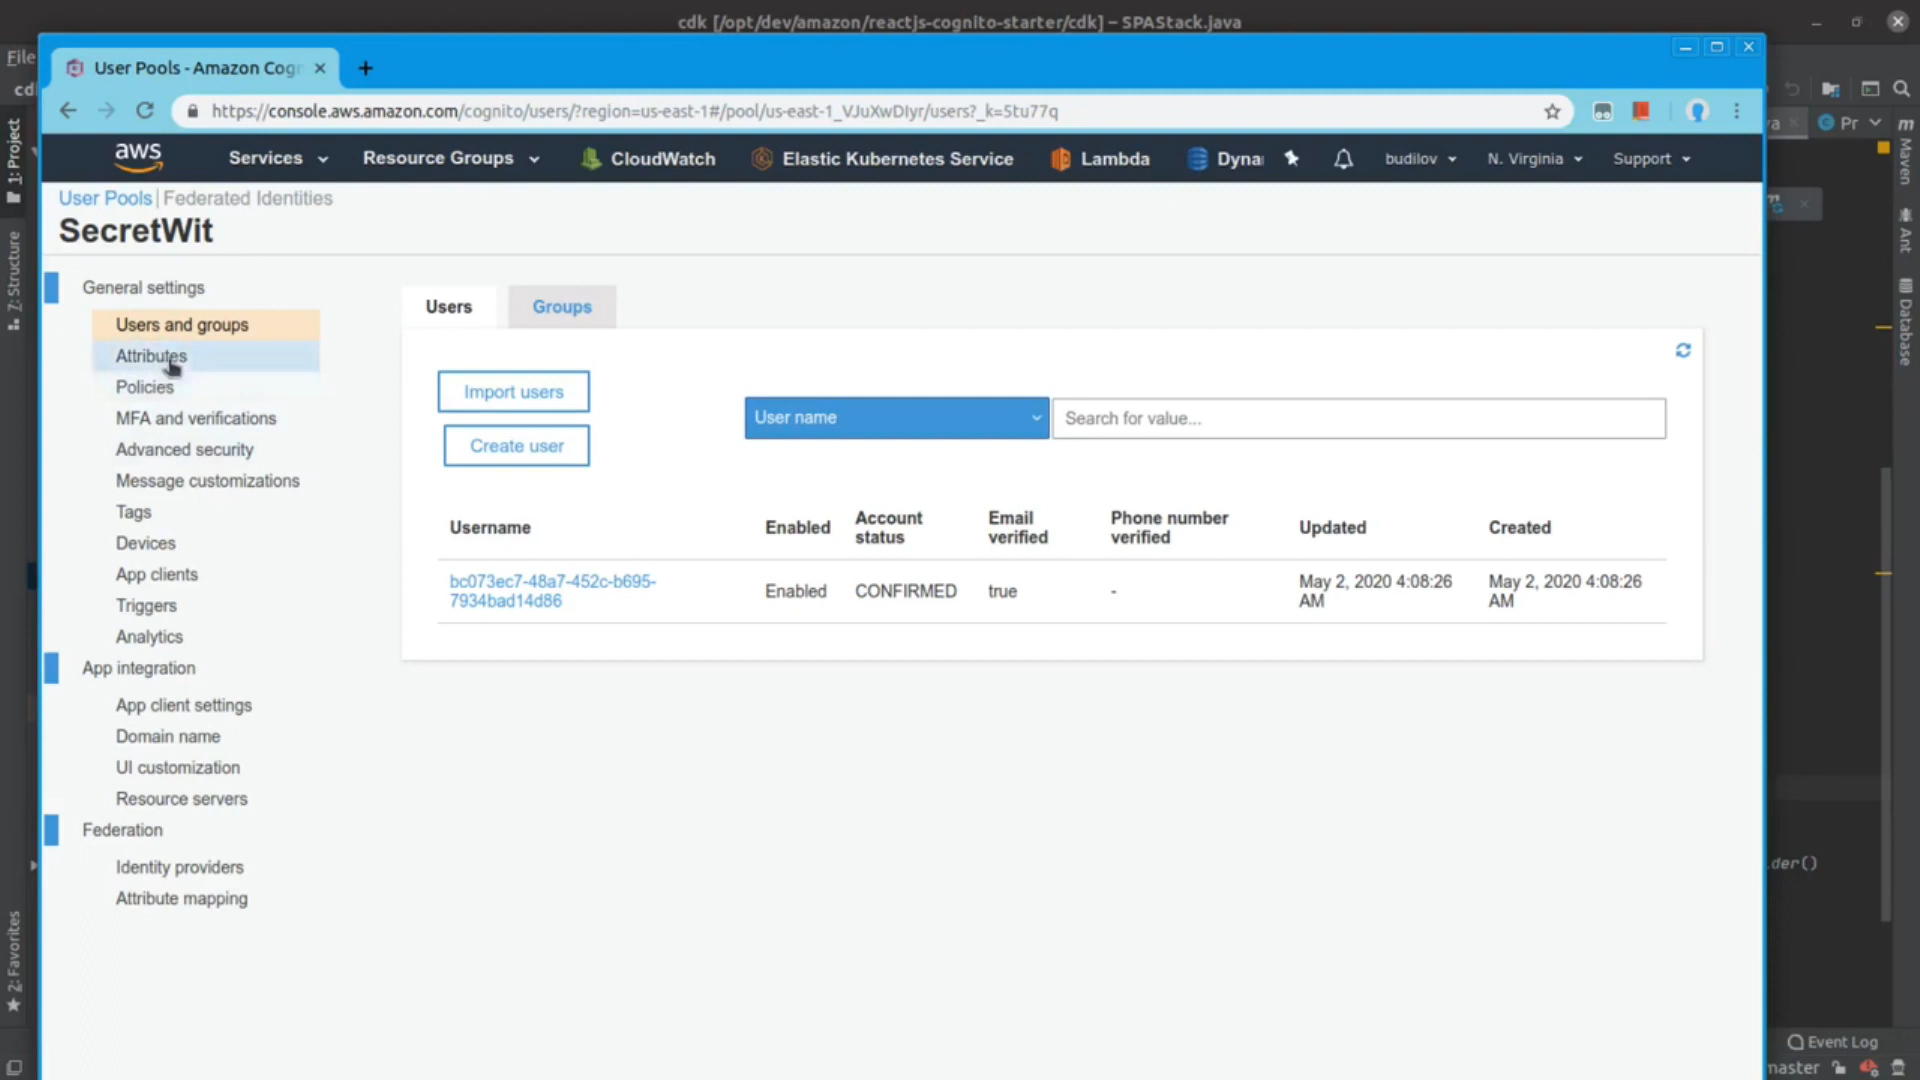 cdk [/opt/dev/amazon/reactjs-cognito-starter/cdk] – SPAStack.java
File
User Pools - Amazon Cogn
cdk
https://console.aws.amazon.com/cognito/users/?region=us-east-1#/pool/us-east-1_VJuXwDIyr/users?_k=5tu77q
aws
Services
Resource Groups
CloudWatch
Elastic Kubernetes Service
Lambda
Dyna
budilov
N. Virginia
Support
va
Pr
m
Maven
Ant
Database
1: Project
7: Structure
2: Favorites
User Pools | Federated Identities
SecretWit
General settings
Users and groups
Attributes
Policies
MFA and verifications
Advanced security
Message customizations
Tags
Devices
App clients
Triggers
Analytics
App integration
App client settings
Domain name
UI customization
Resource servers
Federation
Identity providers
Attribute mapping
Users
Groups
Import users
Create user
User name
Search for value...
Username
Enabled
Account status
Email verified
Phone number verified
Updated
Created
bc073ec7-48a7-452c-b695-
7934bad14d86
Enabled
CONFIRMED
true
-
May 2, 2020 4:08:26
AM
May 2, 2020 4:08:26
AM
der()
Event Log
master